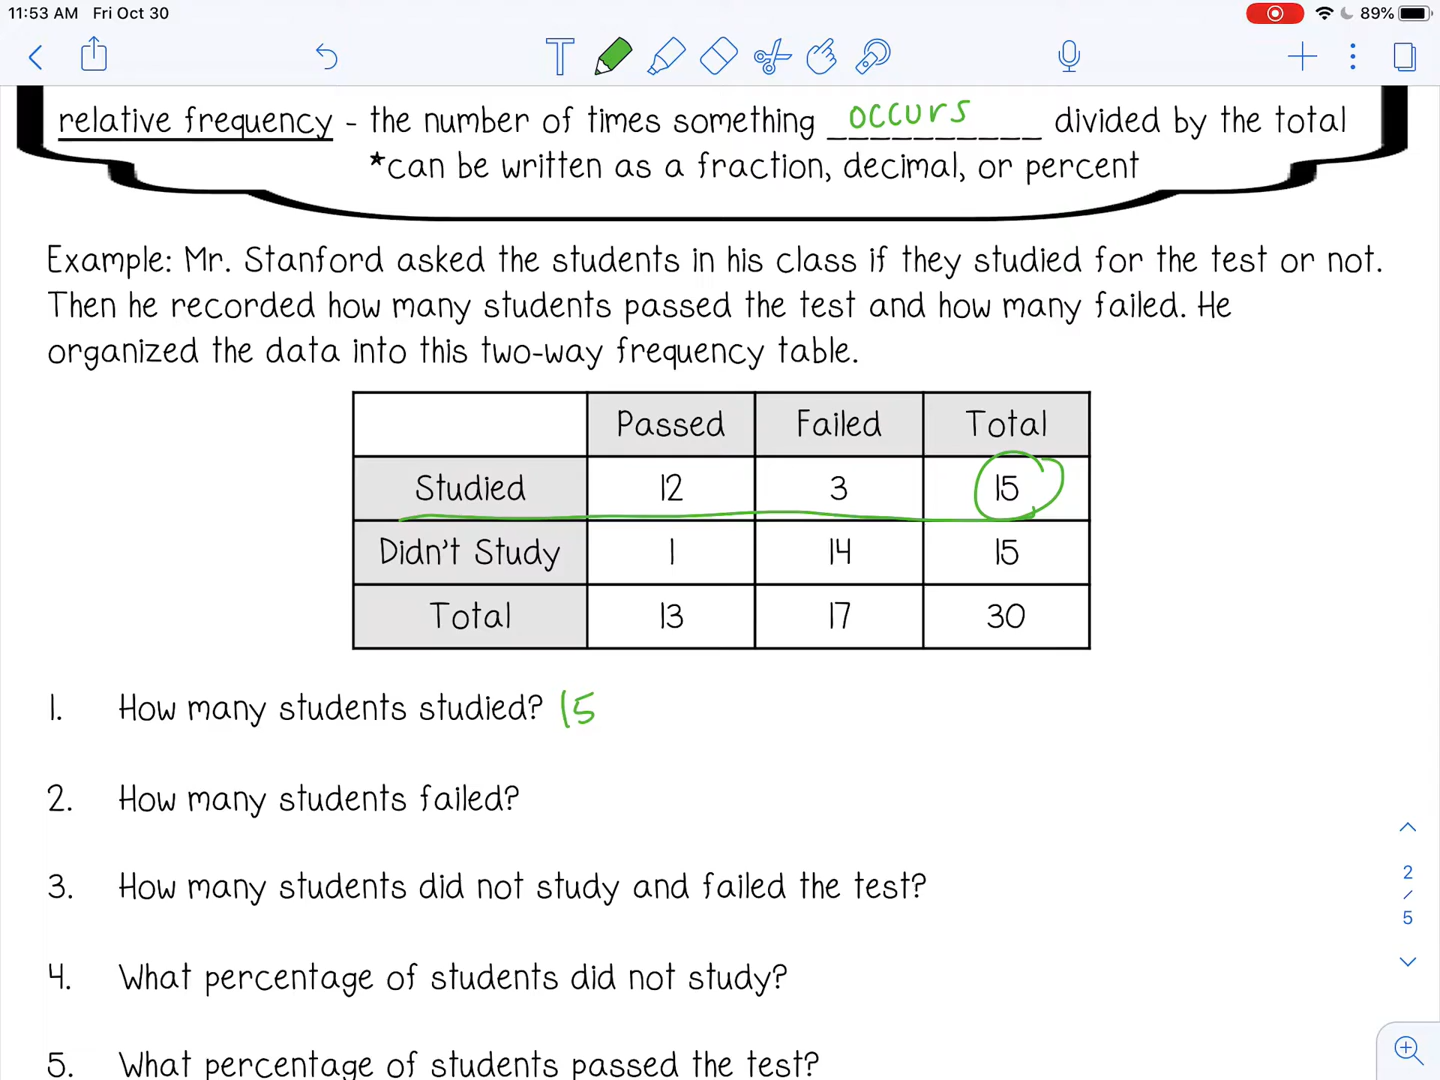 11:53 AM Fri Oct 30 89%
relative frequency - the number of times something occurs divided by the total
*can be written as a fraction, decimal, or percent
Example: Mr. Stanford asked the students in his class if they studied for the test or not.
Then he recorded how many students passed the test and how many failed. He
organized the data into this two-way frequency table.
Passed Failed Total
Studied 12 3 15
Didn't Study 1 14 15
Total 13 17 30
1. How many students studied? 15
2. How many students failed?
3. How many students did not study and failed the test?
4. What percentage of students did not study?
5. What percentage of students passed the test?
2
/
5